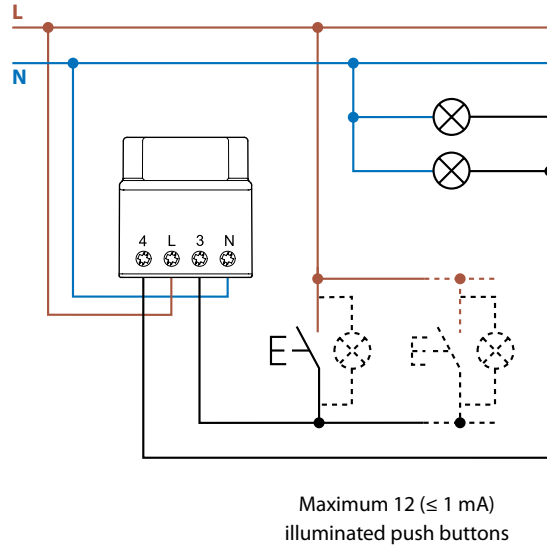 L
N
4 L 3 N
Maximum 12 (≤ 1 mA)
illuminated push buttons